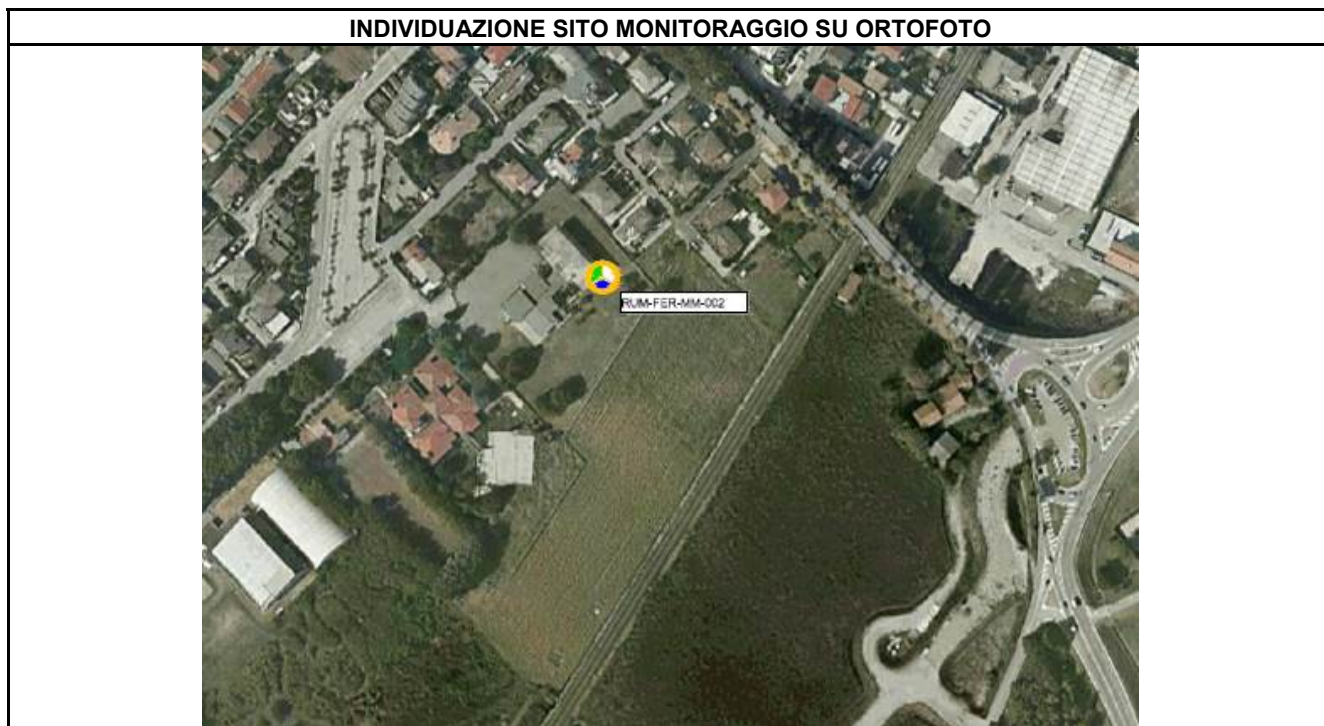 INDIVIDUAZIONE SITO MONITORAGGIO SU ORTOFOTO
RUM-FER-MM-002